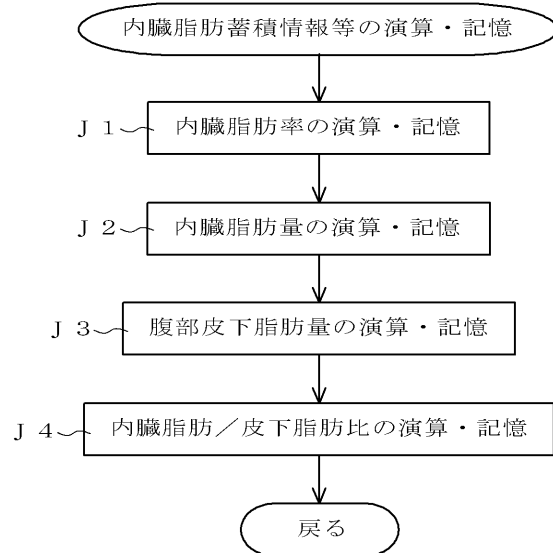 内臓脂肪蓄積情報等の演算・記憶
J 1 内臓脂肪率の演算・記憶
J 2 内臓脂肪量の演算・記憶
J 3 腹部皮下脂肪量の演算・記憶
J 4 内臓脂肪／皮下脂肪比の演算・記憶
戻る